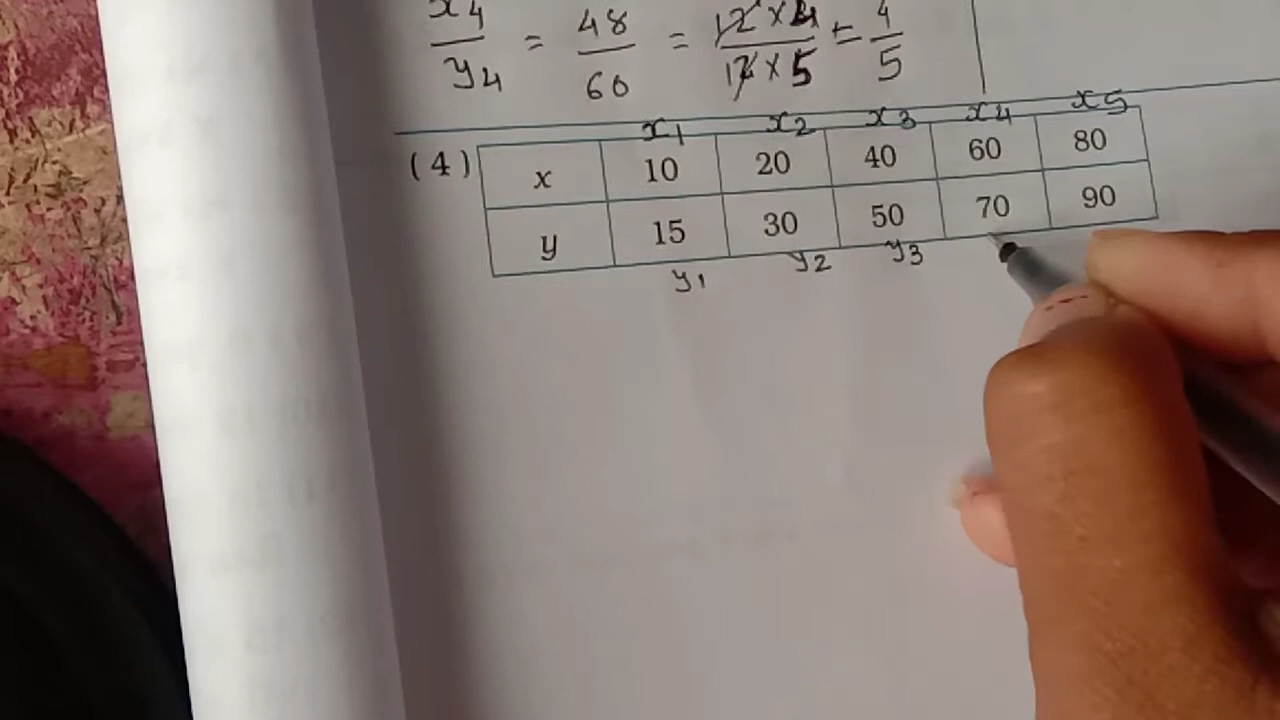 x4/y4 = 48/60 = 12×4/12×5 = 4/5
x1 x2 x3 x4 x5
(4) x 10 20 40 60 80
y 15 30 50 70 90
y1 y2 y3